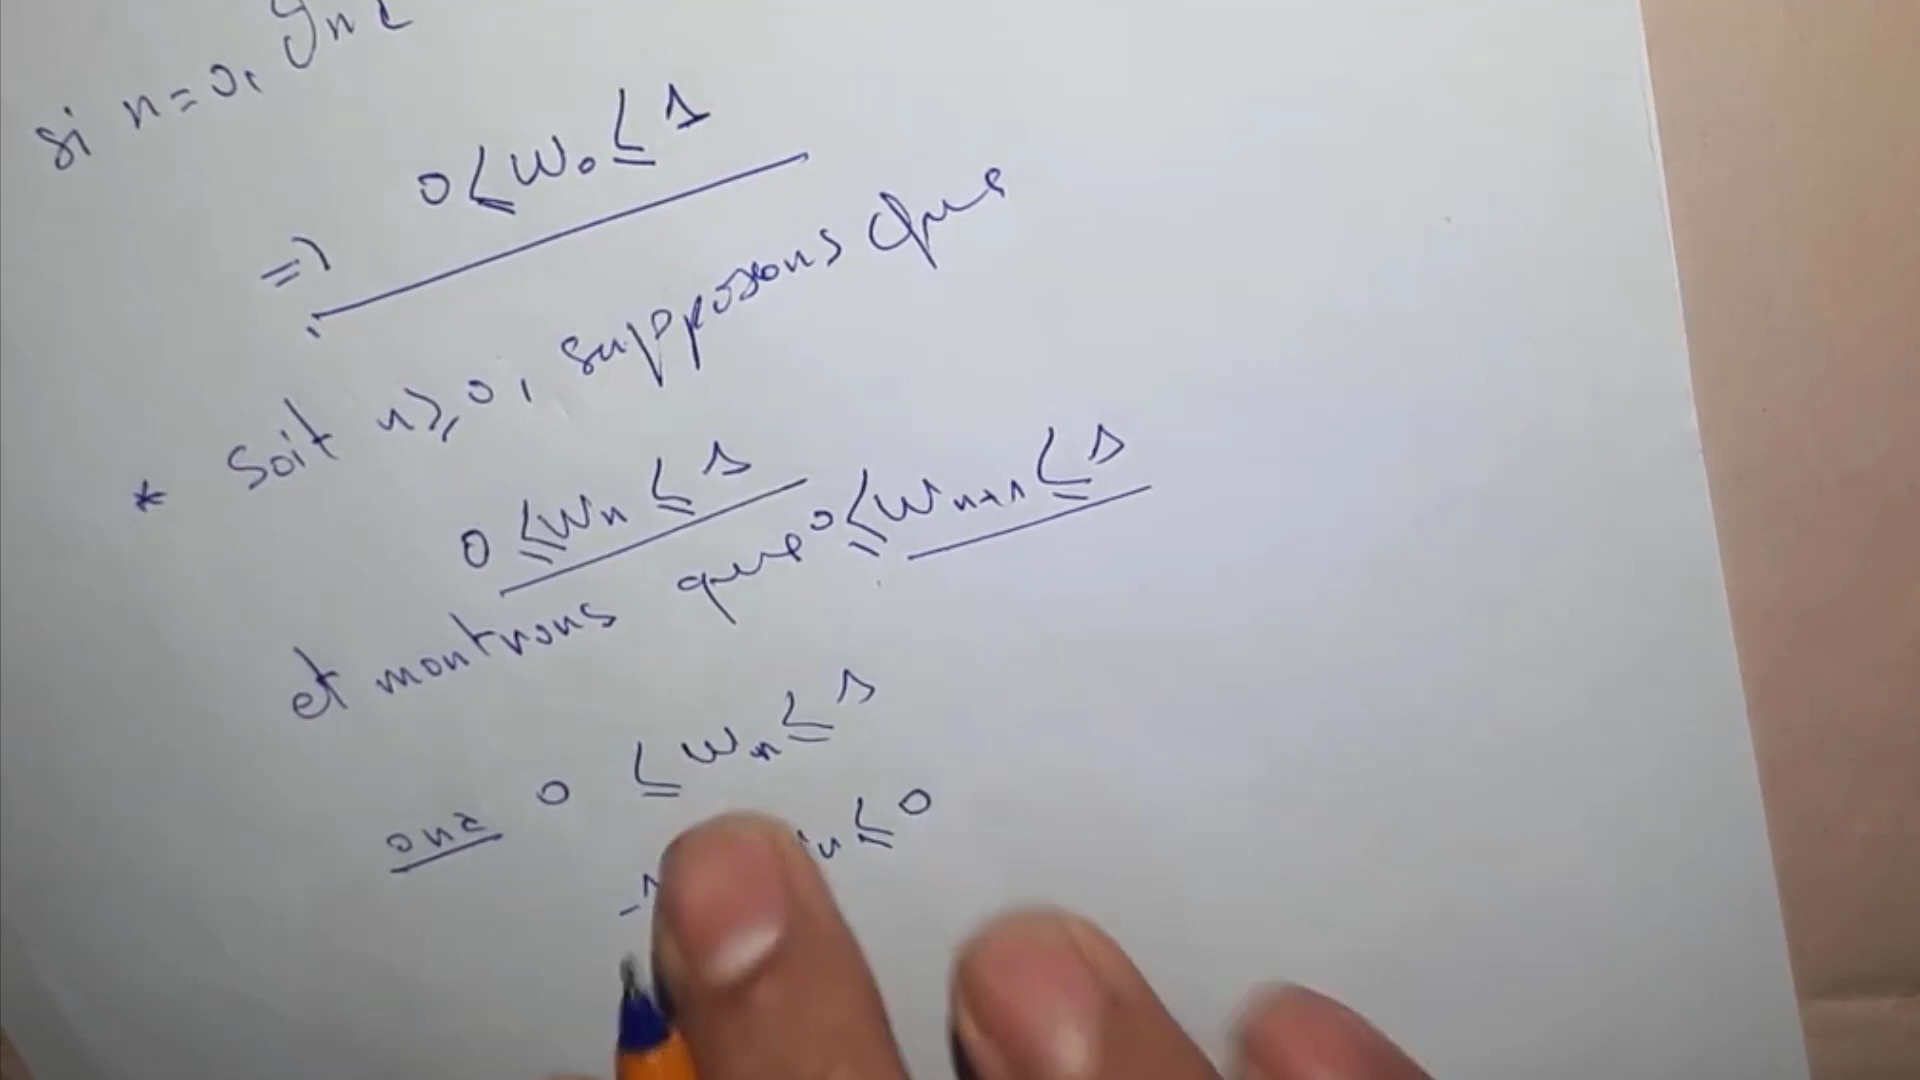 si n=0,
0≤w₀≤1
=>
* Soit n≥0, supposons que
0≤wₙ≤1
et montrons que 0≤wₙ₊₁≤1
on a 0≤wₙ≤1
≤0